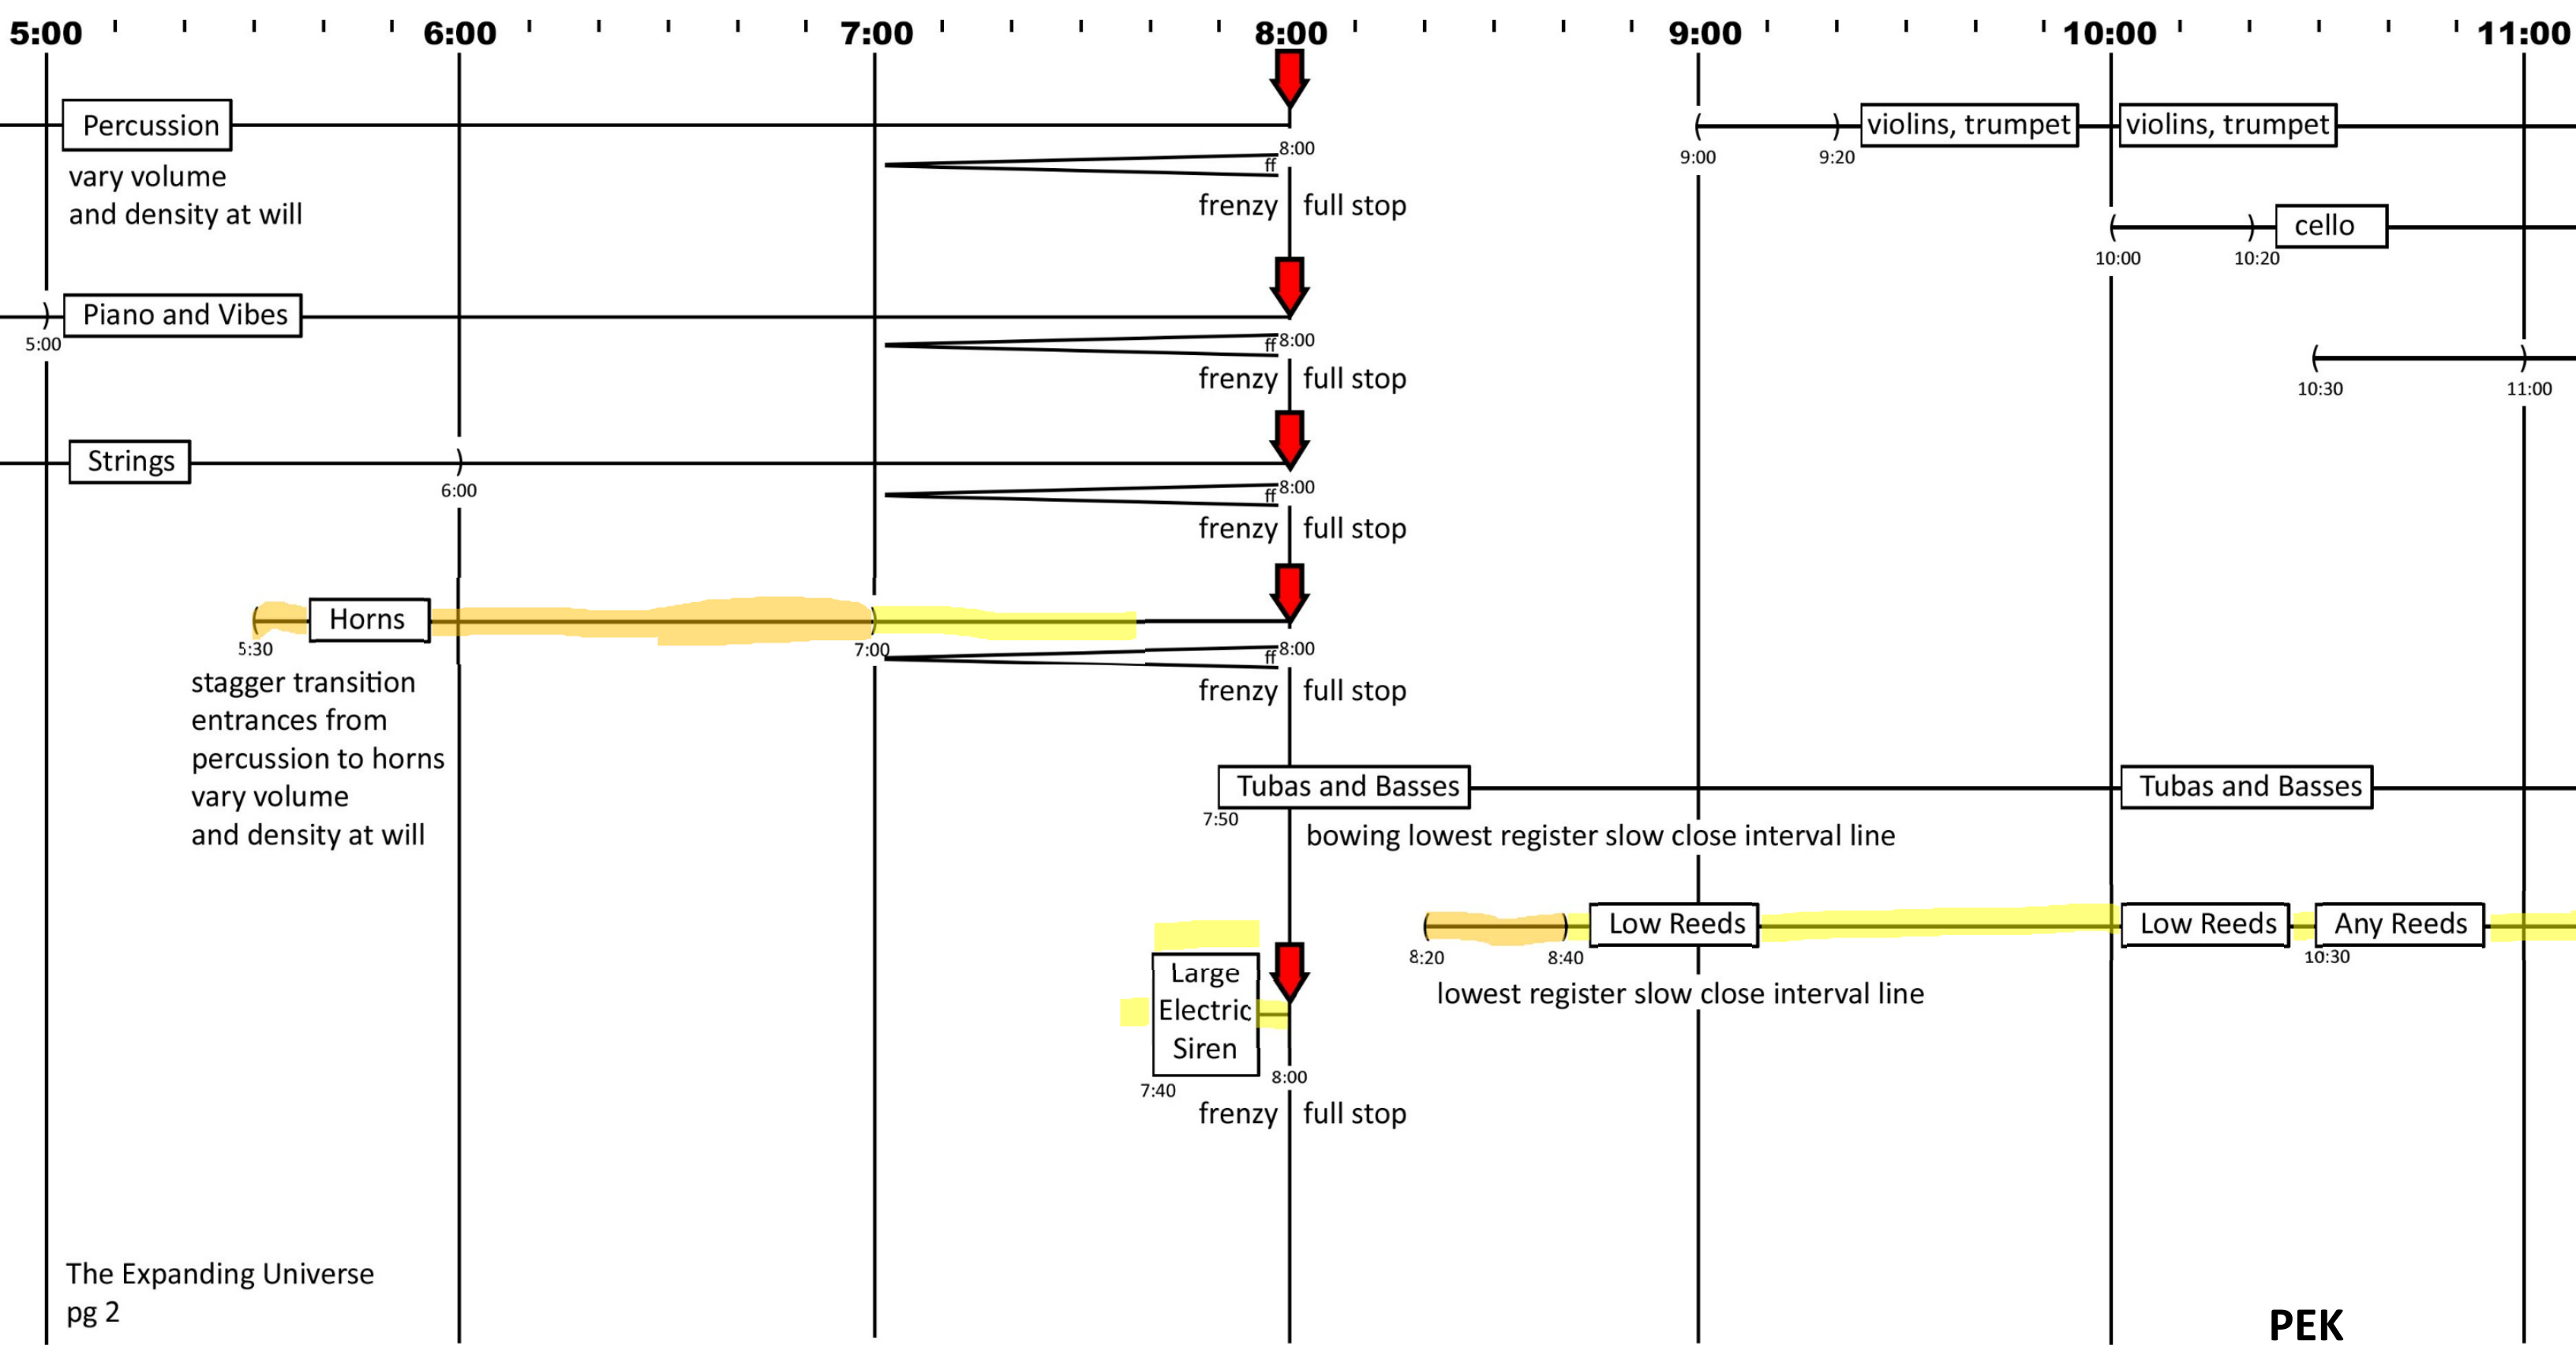 5:00 6:00 7:00 8:00 9:00 10:00 11:00
Percussion
vary volume
and density at will
8:00
ff
frenzy full stop
9:00 9:20
violins, trumpet
violins, trumpet
10:00 10:20
cello
5:00
Piano and Vibes
8:00
ff
frenzy full stop
10:30 11:00
Strings
6:00
8:00
ff
frenzy full stop
5:30
Horns
7:00
8:00
ff
frenzy full stop
stagger transition
entrances from
percussion to horns
vary volume
and density at will
Tubas and Basses
7:50
bowing lowest register slow close interval line
Tubas and Basses
8:20 8:40
Low Reeds
lowest register slow close interval line
Low Reeds
Any Reeds
10:30
Large
Electric
Siren
7:40
8:00
frenzy full stop
The Expanding Universe
pg 2
PEK